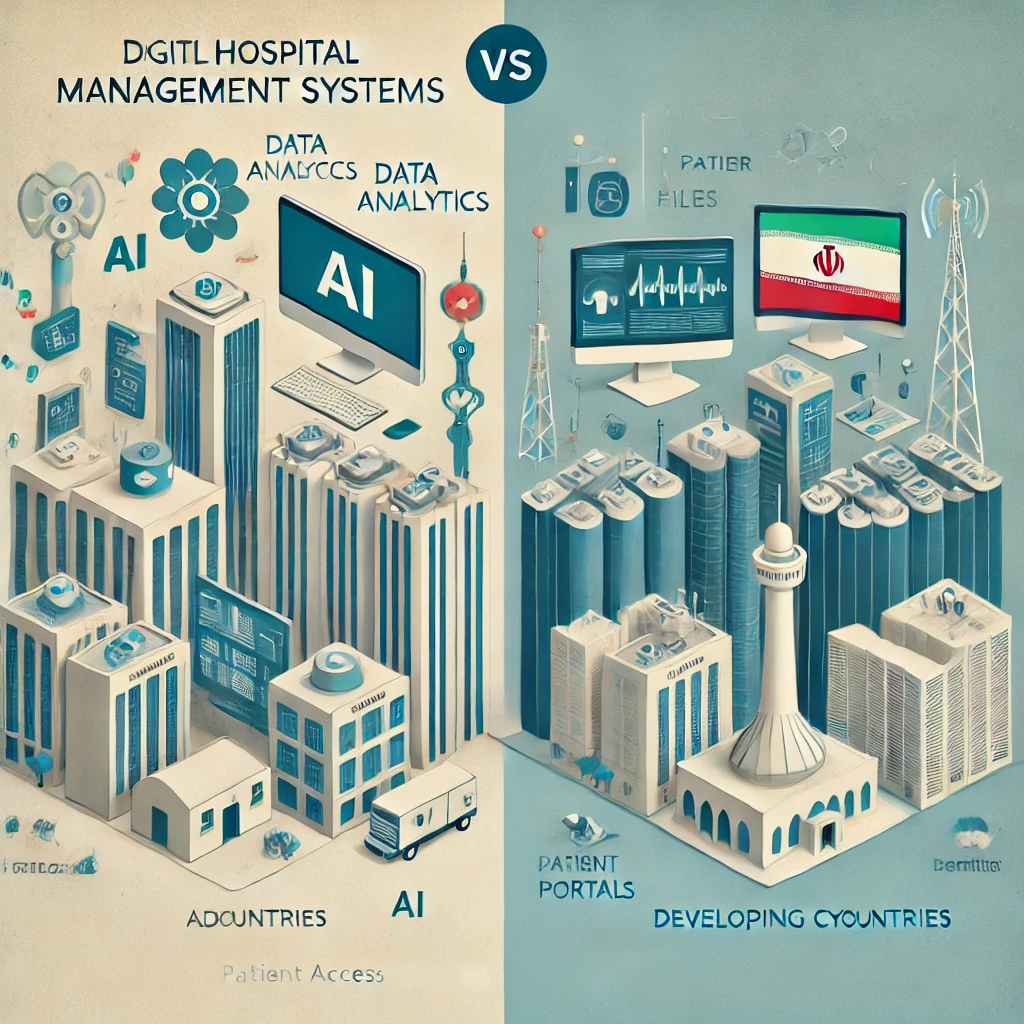 DIGITL HOSPITAL
MANAGEMENT SYSTEMS
VS
DATA
ANALYCCS
DATA
ANALYTICS
AI
AI
PATIER
FILES
PATIENT
PORTALS
ADCUNTRIES
AI
DEVELOPING CYOUNTRIES
Patient Access